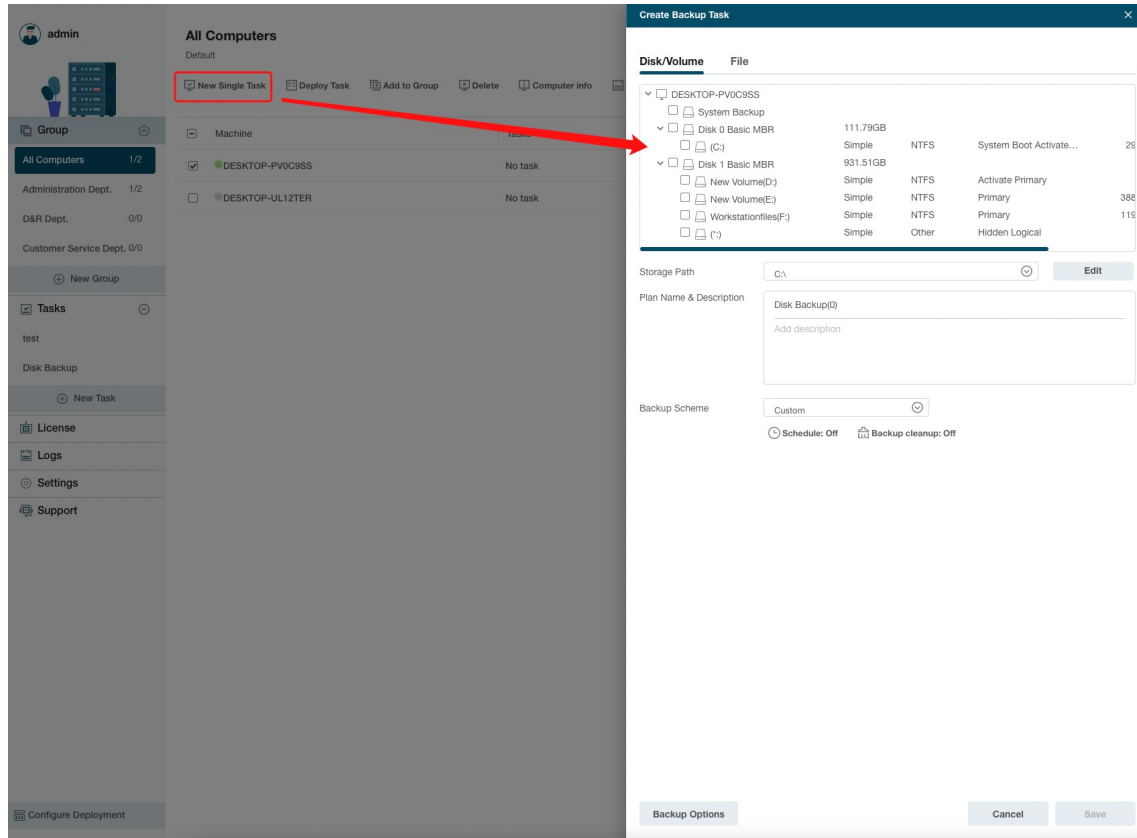 admin
Group
All Computers 1/2
Administration Dept. 1/2
D&R Dept. 0/0
Customer Service Dept. 0/0
New Group
Tasks
test
Disk Backup
New Task
License
Logs
Settings
Support
Configure Deployment
All Computers
Default
New Single Task Deploy Task Add to Group Delete Computer info
Machine Tasks
DESKTOP-PV0C9SS No task
DESKTOP-UL12TER No task
Create Backup Task
Disk/Volume File
DESKTOP-PV0C9SS
System Backup
Disk 0 Basic MBR 111.79GB
(C:) Simple NTFS System Boot Activate... 29
Disk 1 Basic MBR 931.51GB
New Volume(D:) Simple NTFS Activate Primary
New Volume(E:) Simple NTFS Primary 388
Workstationfiles(F:) Simple NTFS Primary 119
(*:) Simple Other Hidden Logical
Storage Path C:\ Edit
Plan Name & Description Disk Backup(0)
Add description
Backup Scheme Custom
Schedule: Off Backup cleanup: Off
Backup Options Cancel Save